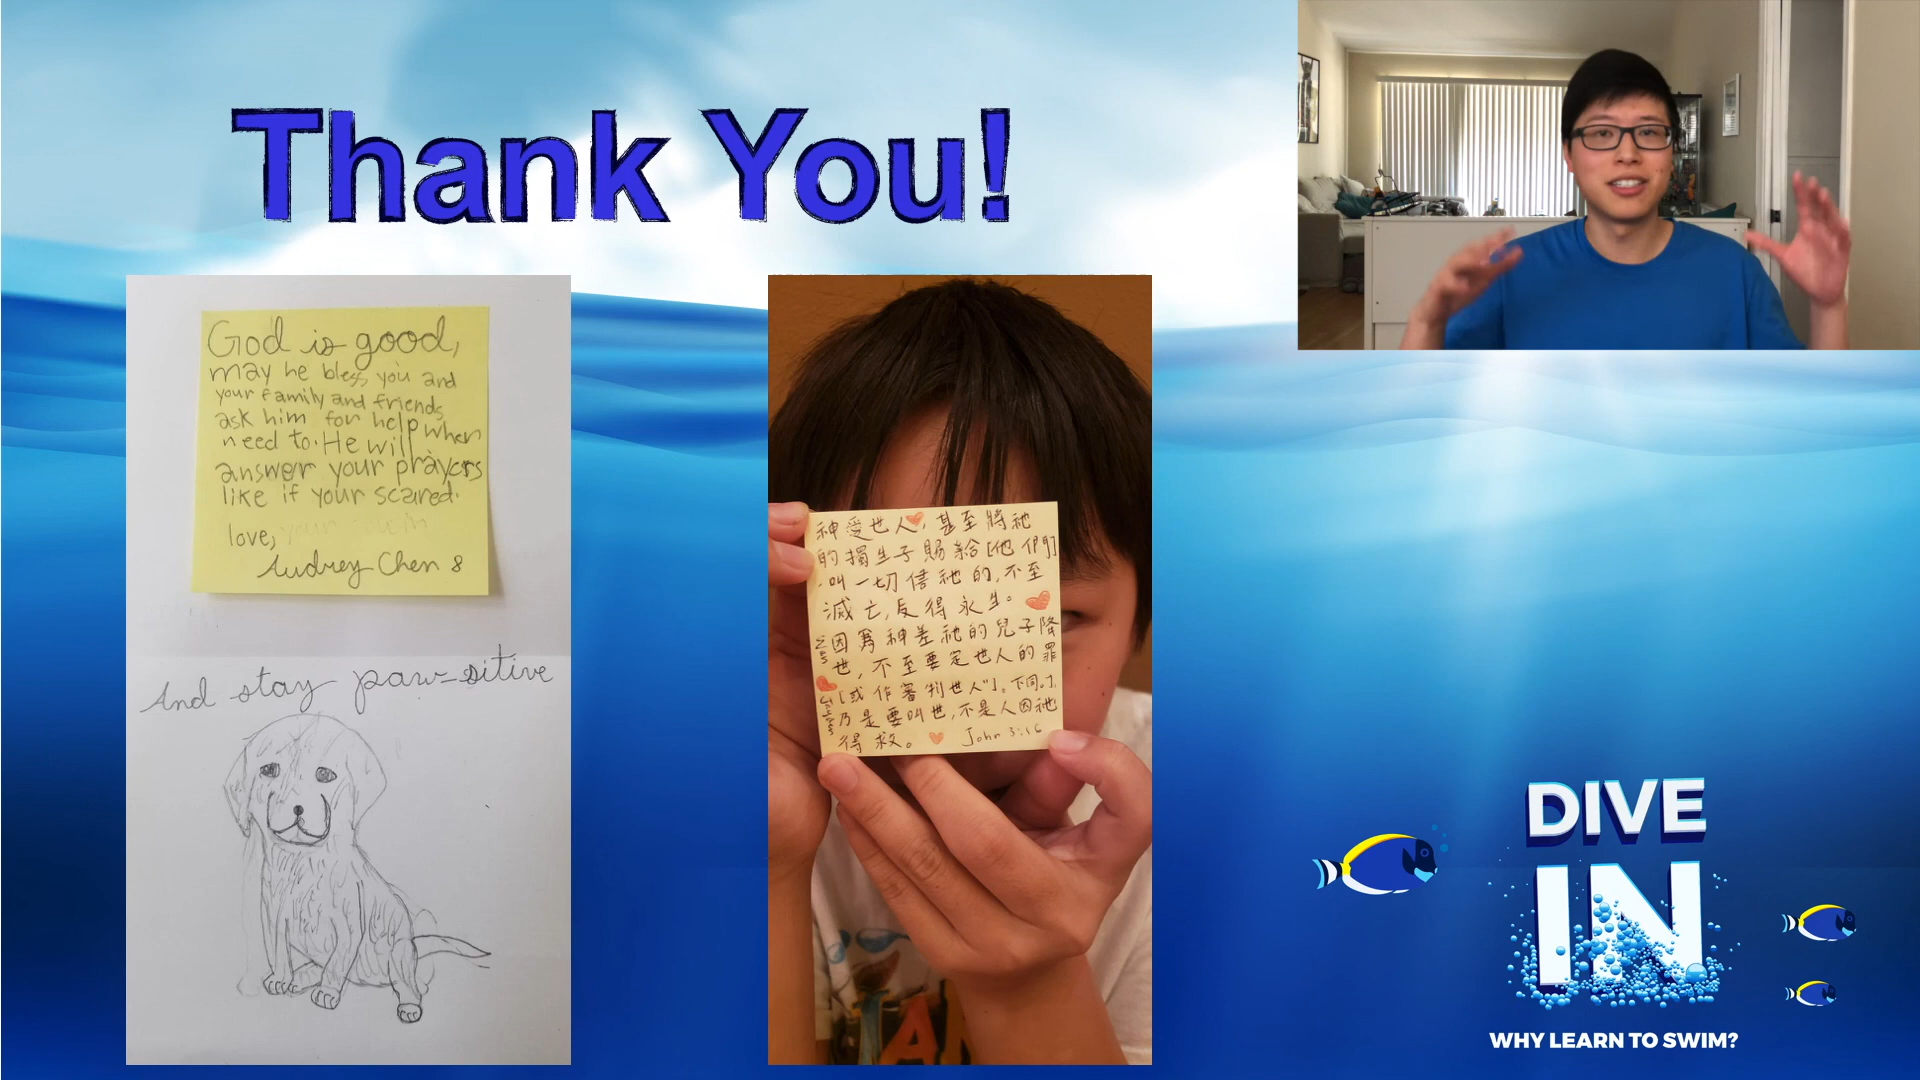 Thank You!
God is good,
may he bless you and
your family and friends
ask him for help when
need to. He will
answer your prayers
like if your scared.
love, your cousin
Audrey Chen 8
And stay paw-sitive
神愛世人, 甚至將祂
的獨生子賜給[他們]
叫一切信祂的, 不至
滅亡, 反得永生。
因為神差祂的兒子降
世, 不至要定世人的罪
[或作審判世人"]。下同。],
乃是要叫世, 不是人因祂
得救。 John 3:16
DIVE
IN
WHY LEARN TO SWIM?